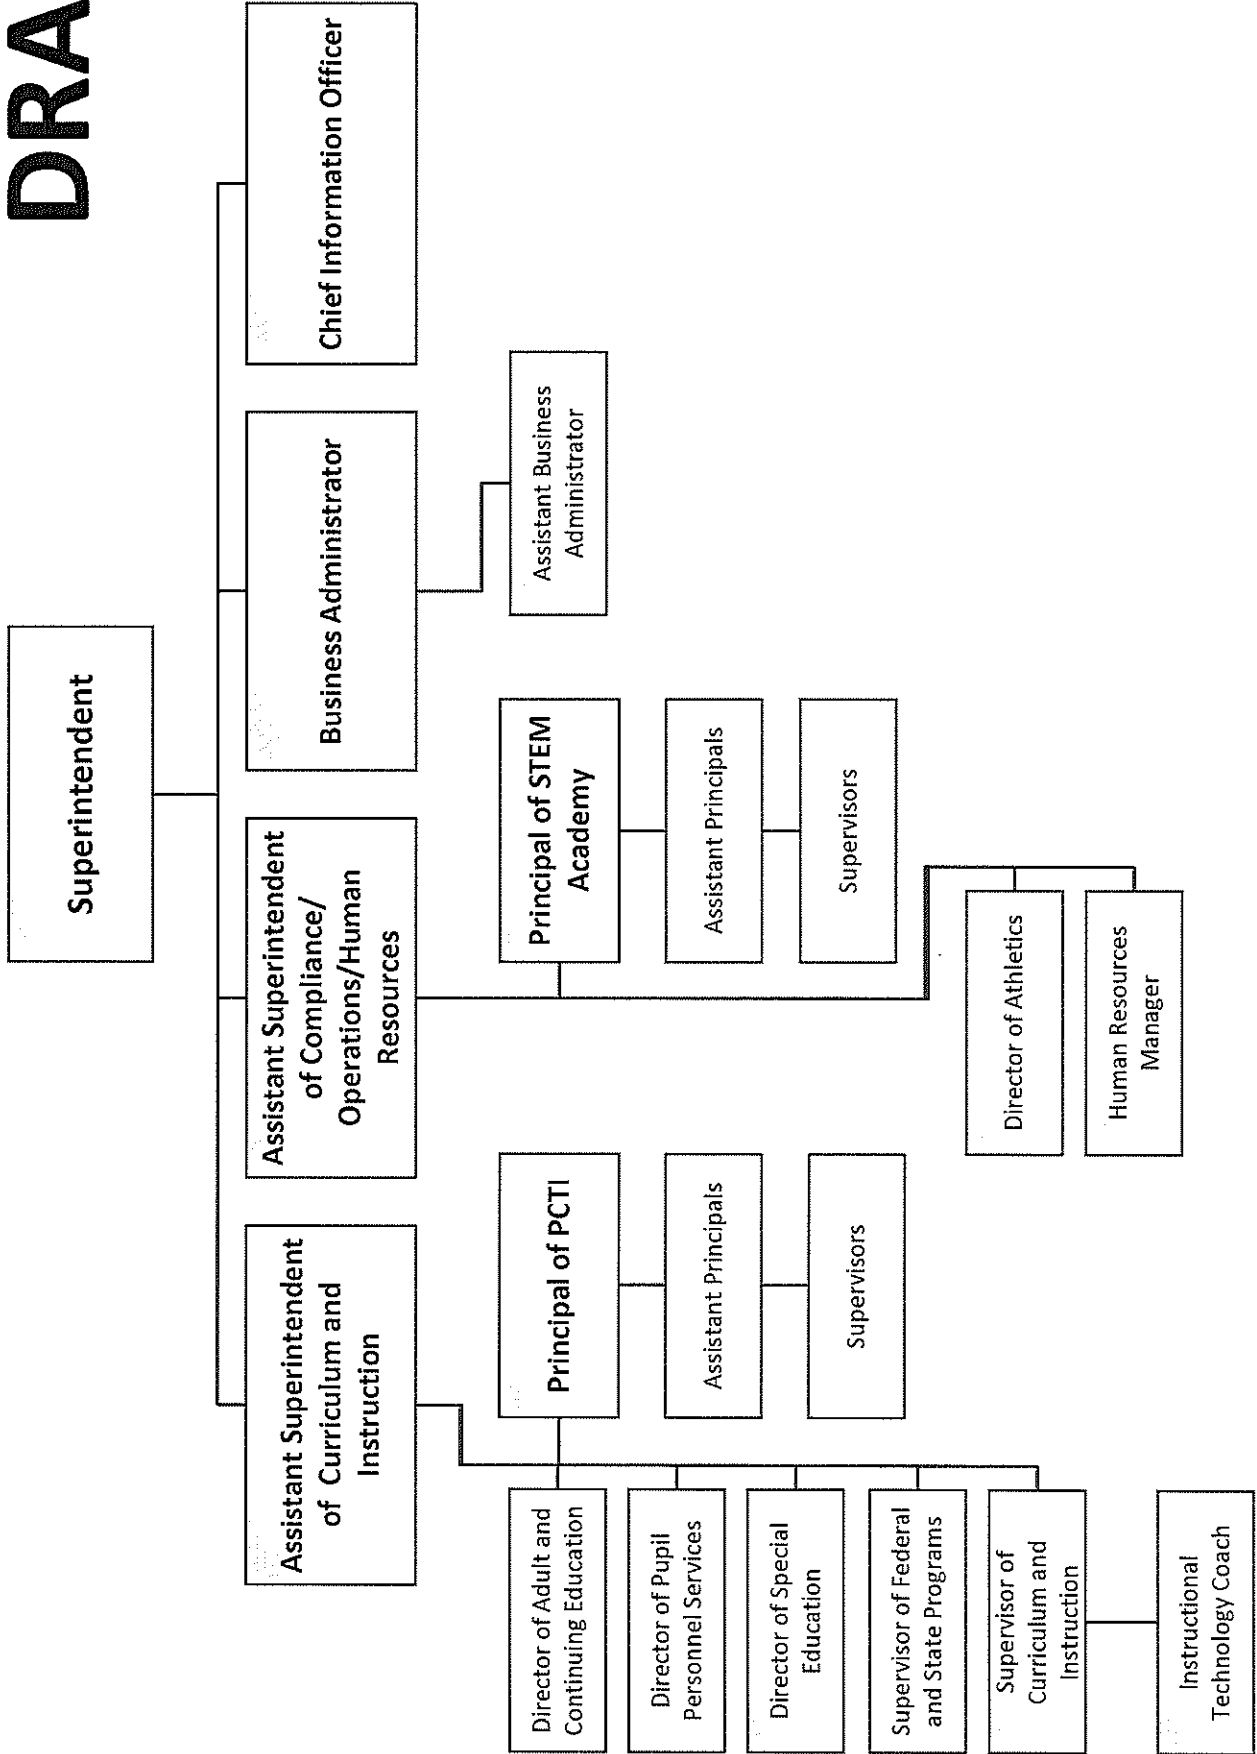 DRA
Superintendent
Assistant Superintendent
of Curriculum and
Instruction
Assistant Superintendent
of Compliance/
Operations/Human
Resources
Business Administrator
Chief Information Officer
Director of Adult and
Continuing Education
Director of Pupil
Personnel Services
Director of Special
Education
Supervisor of Federal
and State Programs
Supervisor of
Curriculum and
Instruction
Instructional
Technology Coach
Principal of PCTI
Assistant Principals
Supervisors
Principal of STEM
Academy
Assistant Principals
Supervisors
Director of Athletics
Human Resources
Manager
Assistant Business
Administrator